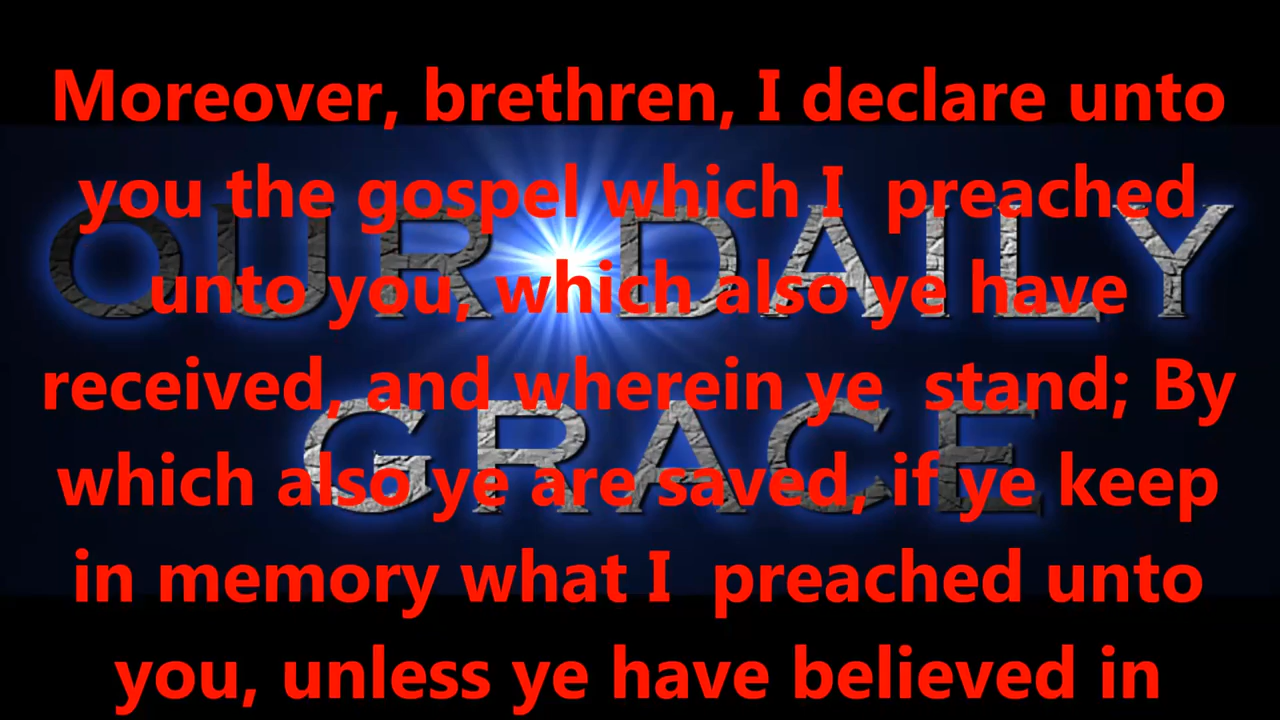 Moreover, brethren, I declare unto
you the gospel which I preached
OUR DAILY
unto you, which also ye have
received, and wherein ye stand; By
GRACE
which also ye are saved, if ye keep
in memory what I preached unto
you, unless ye have believed in